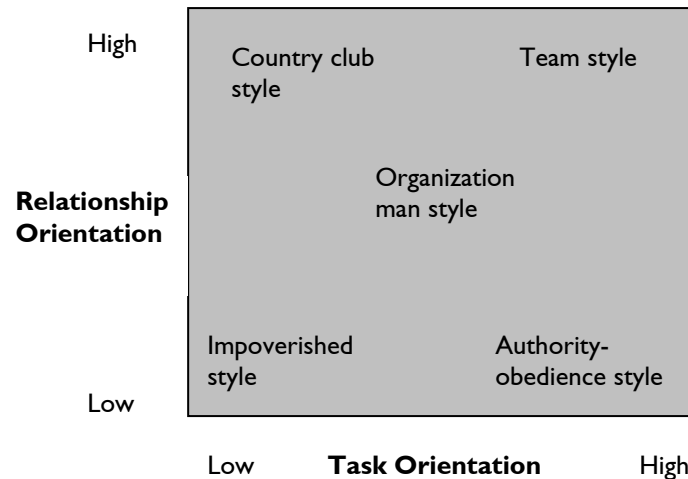 High
Country club
style
Team style
Organization
man style
Relationship
Orientation
Impoverished
style
Authority-
obedience style
Low
Low
Task Orientation
High